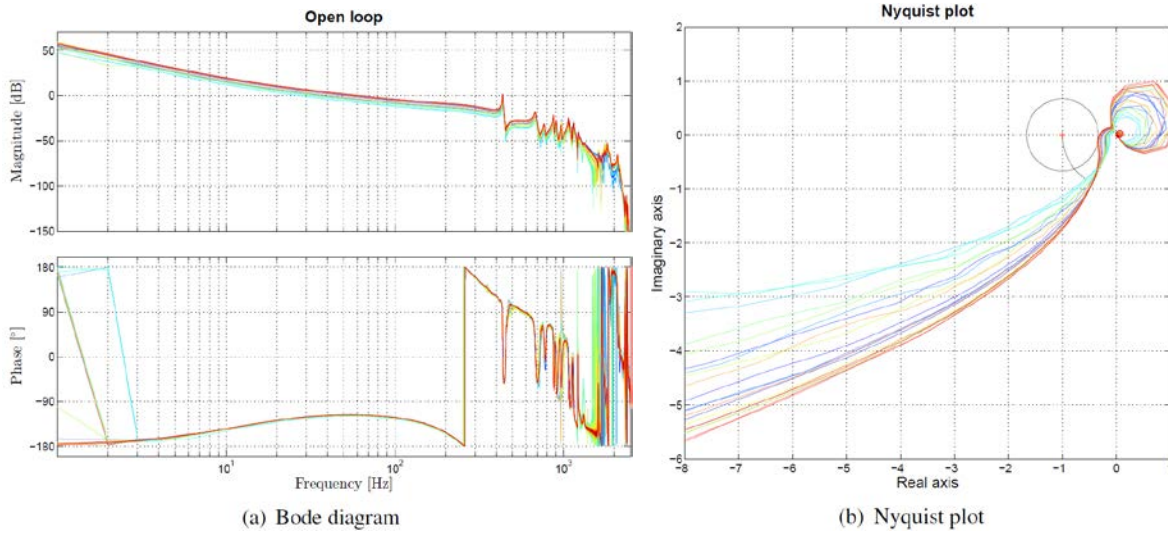 Open loop
50
0
−50
−100
−150
Magnitude [dB]
180
90
0
−90
−180
Phase [°]
10¹ 10² 10³
Frequency [Hz]
(a) Bode diagram
Nyquist plot
2
1
0
−1
−2
−3
−4
−5
−6
Imaginary axis
−8 −7 −6 −5 −4 −3 −2 −1 0 1
Real axis
(b) Nyquist plot